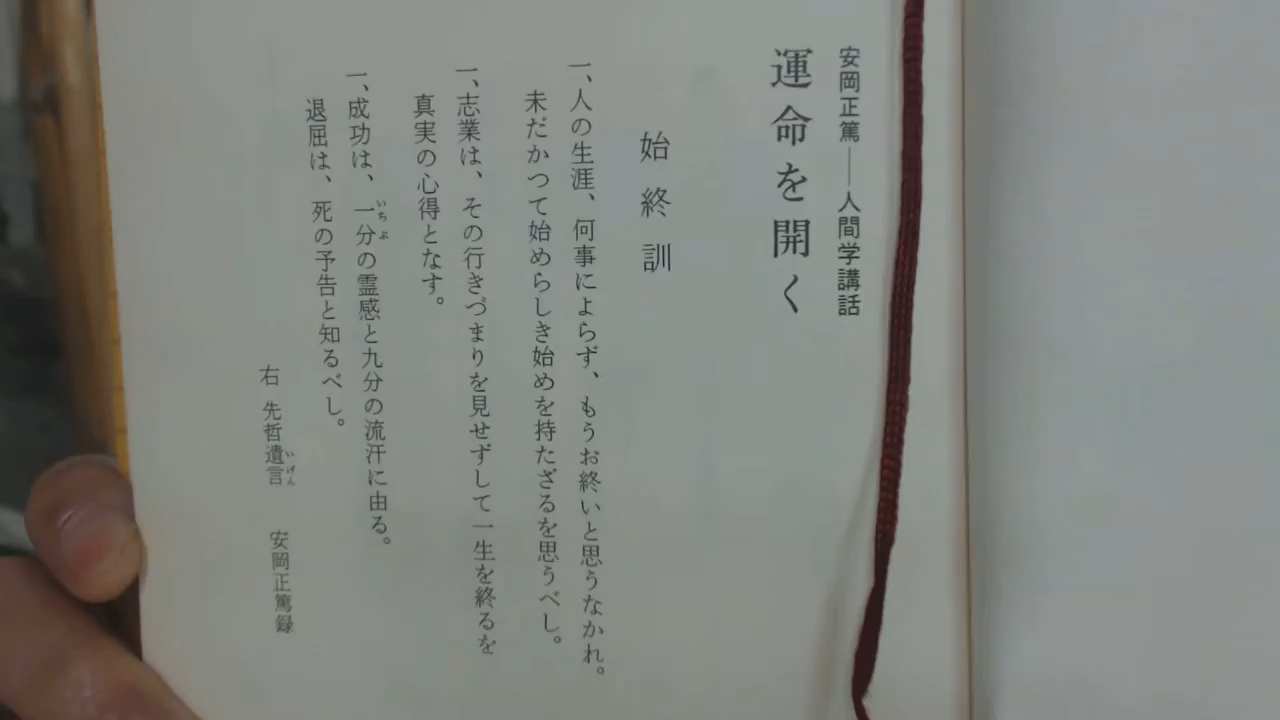 安岡正篤――人間学講話
運命を開く
始終訓
一、人の生涯、何事によらず、もうお終いと思うなかれ。
未だかつて始めらしき始めを持たざるを思うべし。
一、志業は、その行きづまりを見せずして一生を終るを
真実の心得となす。
一、成功は、一分の霊感と九分の流汗に由る。
いちぶ
退屈は、死の予告と知るべし。
右 先哲遺言 安岡正篤録
いげん